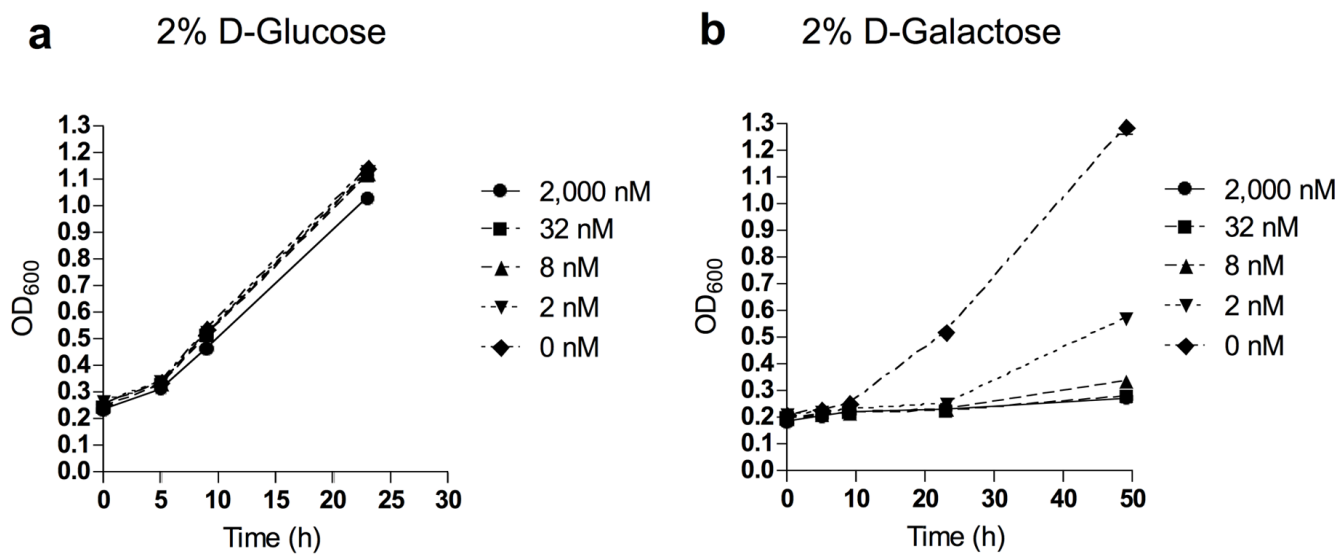 a
2% D-Glucose
OD600
1.3
1.2
1.1
1.0
0.9
0.8
0.7
0.6
0.5
0.4
0.3
0.2
0.1
0.0
0 5 10 15 20 25 30
Time (h)
2,000 nM
32 nM
8 nM
2 nM
0 nM
b
2% D-Galactose
OD600
1.3
1.2
1.1
1.0
0.9
0.8
0.7
0.6
0.5
0.4
0.3
0.2
0.1
0.0
0 10 20 30 40 50
Time (h)
2,000 nM
32 nM
8 nM
2 nM
0 nM